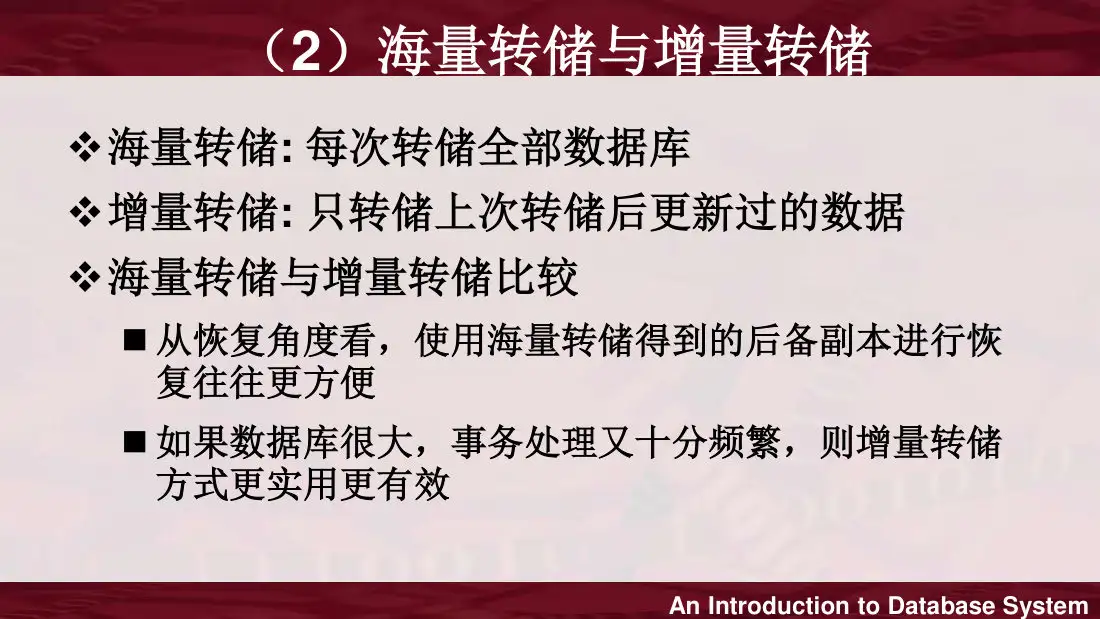 （2）海量转储与增量转储
❖海量转储: 每次转储全部数据库
❖增量转储: 只转储上次转储后更新过的数据
❖海量转储与增量转储比较
■ 从恢复角度看，使用海量转储得到的后备副本进行恢
复往往更方便
■ 如果数据库很大，事务处理又十分频繁，则增量转储
方式更实用更有效
An Introduction to Database System